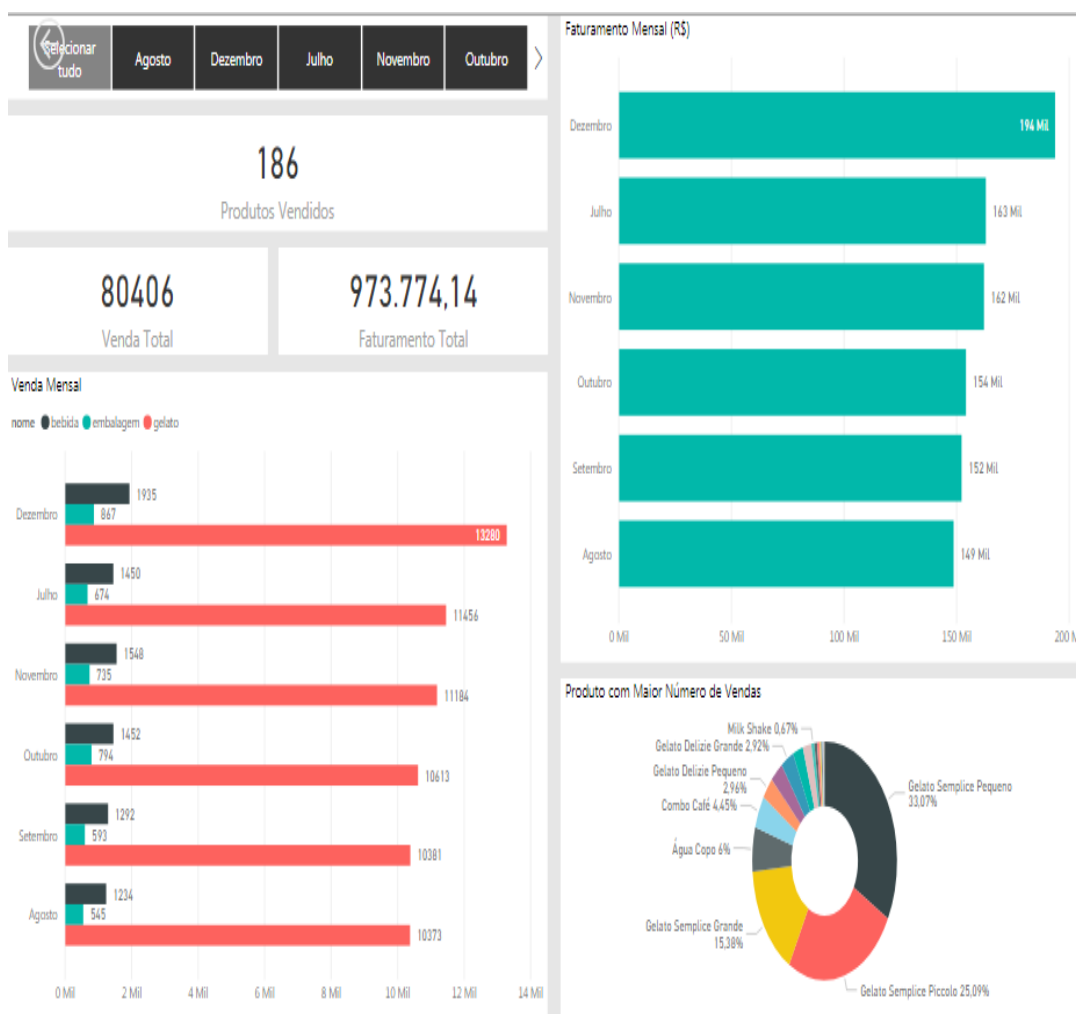 Selecionar
tudo
Agosto
Dezembro
Julho
Novembro
Outubro
186
Produtos Vendidos
80406
Venda Total
973.774,14
Faturamento Total
Venda Mensal
nome bebida embalagem gelato
Dezembro
1935
867
13280
Julho
1450
674
11456
Novembro
1548
735
11184
Outubro
1452
794
10613
Setembro
1292
593
10381
Agosto
1234
545
10373
0 Mil 2 Mil 4 Mil 6 Mil 8 Mil 10 Mil 12 Mil 14 Mil
Faturamento Mensal (R$)
Dezembro 194 Mil
Julho 163 Mil
Novembro 162 Mil
Outubro 154 Mil
Setembro 152 Mil
Agosto 149 Mil
0 Mil 50 Mil 100 Mil 150 Mil 200 M
Produto com Maior Número de Vendas
Milk Shake 0,67%
Gelato Delizie Grande 2,92%
Gelato Delizie Pequeno
2,96%
Combo Café 4,45%
Água Copo 6%
Gelato Semplice Grande
15,38%
Gelato Semplice Pequeno
33,07%
Gelato Semplice Piccolo 25,09%